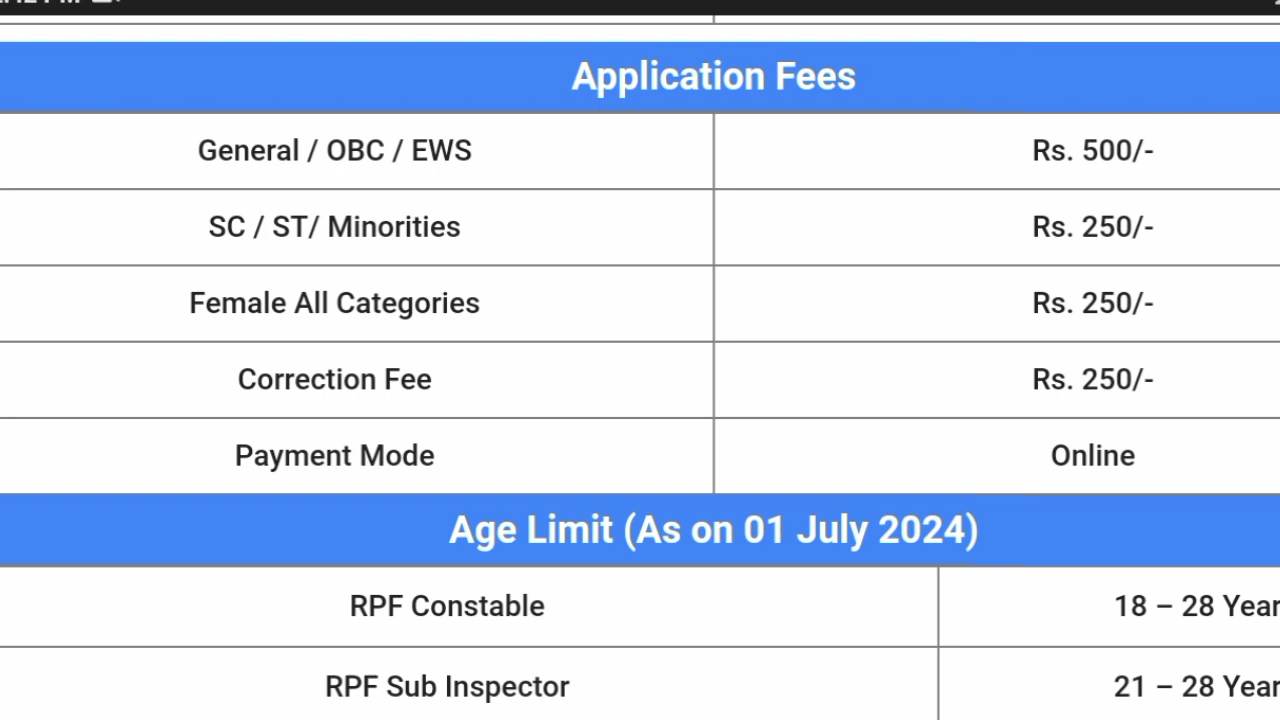 Application Fees
General / OBC / EWS Rs. 500/-
SC / ST/ Minorities Rs. 250/-
Female All Categories Rs. 250/-
Correction Fee Rs. 250/-
Payment Mode Online
Age Limit (As on 01 July 2024)
RPF Constable 18 – 28 Year
RPF Sub Inspector 21 – 28 Year